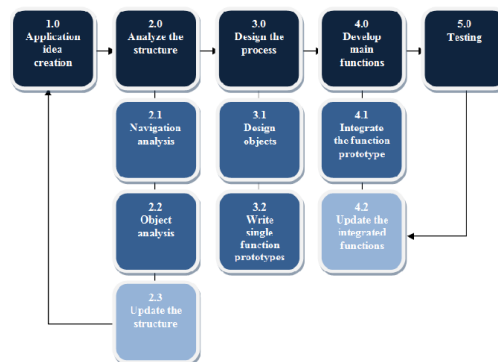 1.0
Application
idea
creation
2.0
Analyze the
structure
3.0
Design the
process
4.0
Develop
main
functions
5.0
Testing
2.1
Navigation
analysis
3.1
Design
objects
4.1
Integrate
the function
prototype
2.2
Object
analysis
3.2
Write
single
function
prototypes
4.2
Update the
integrated
functions
2.3
Update the
structure